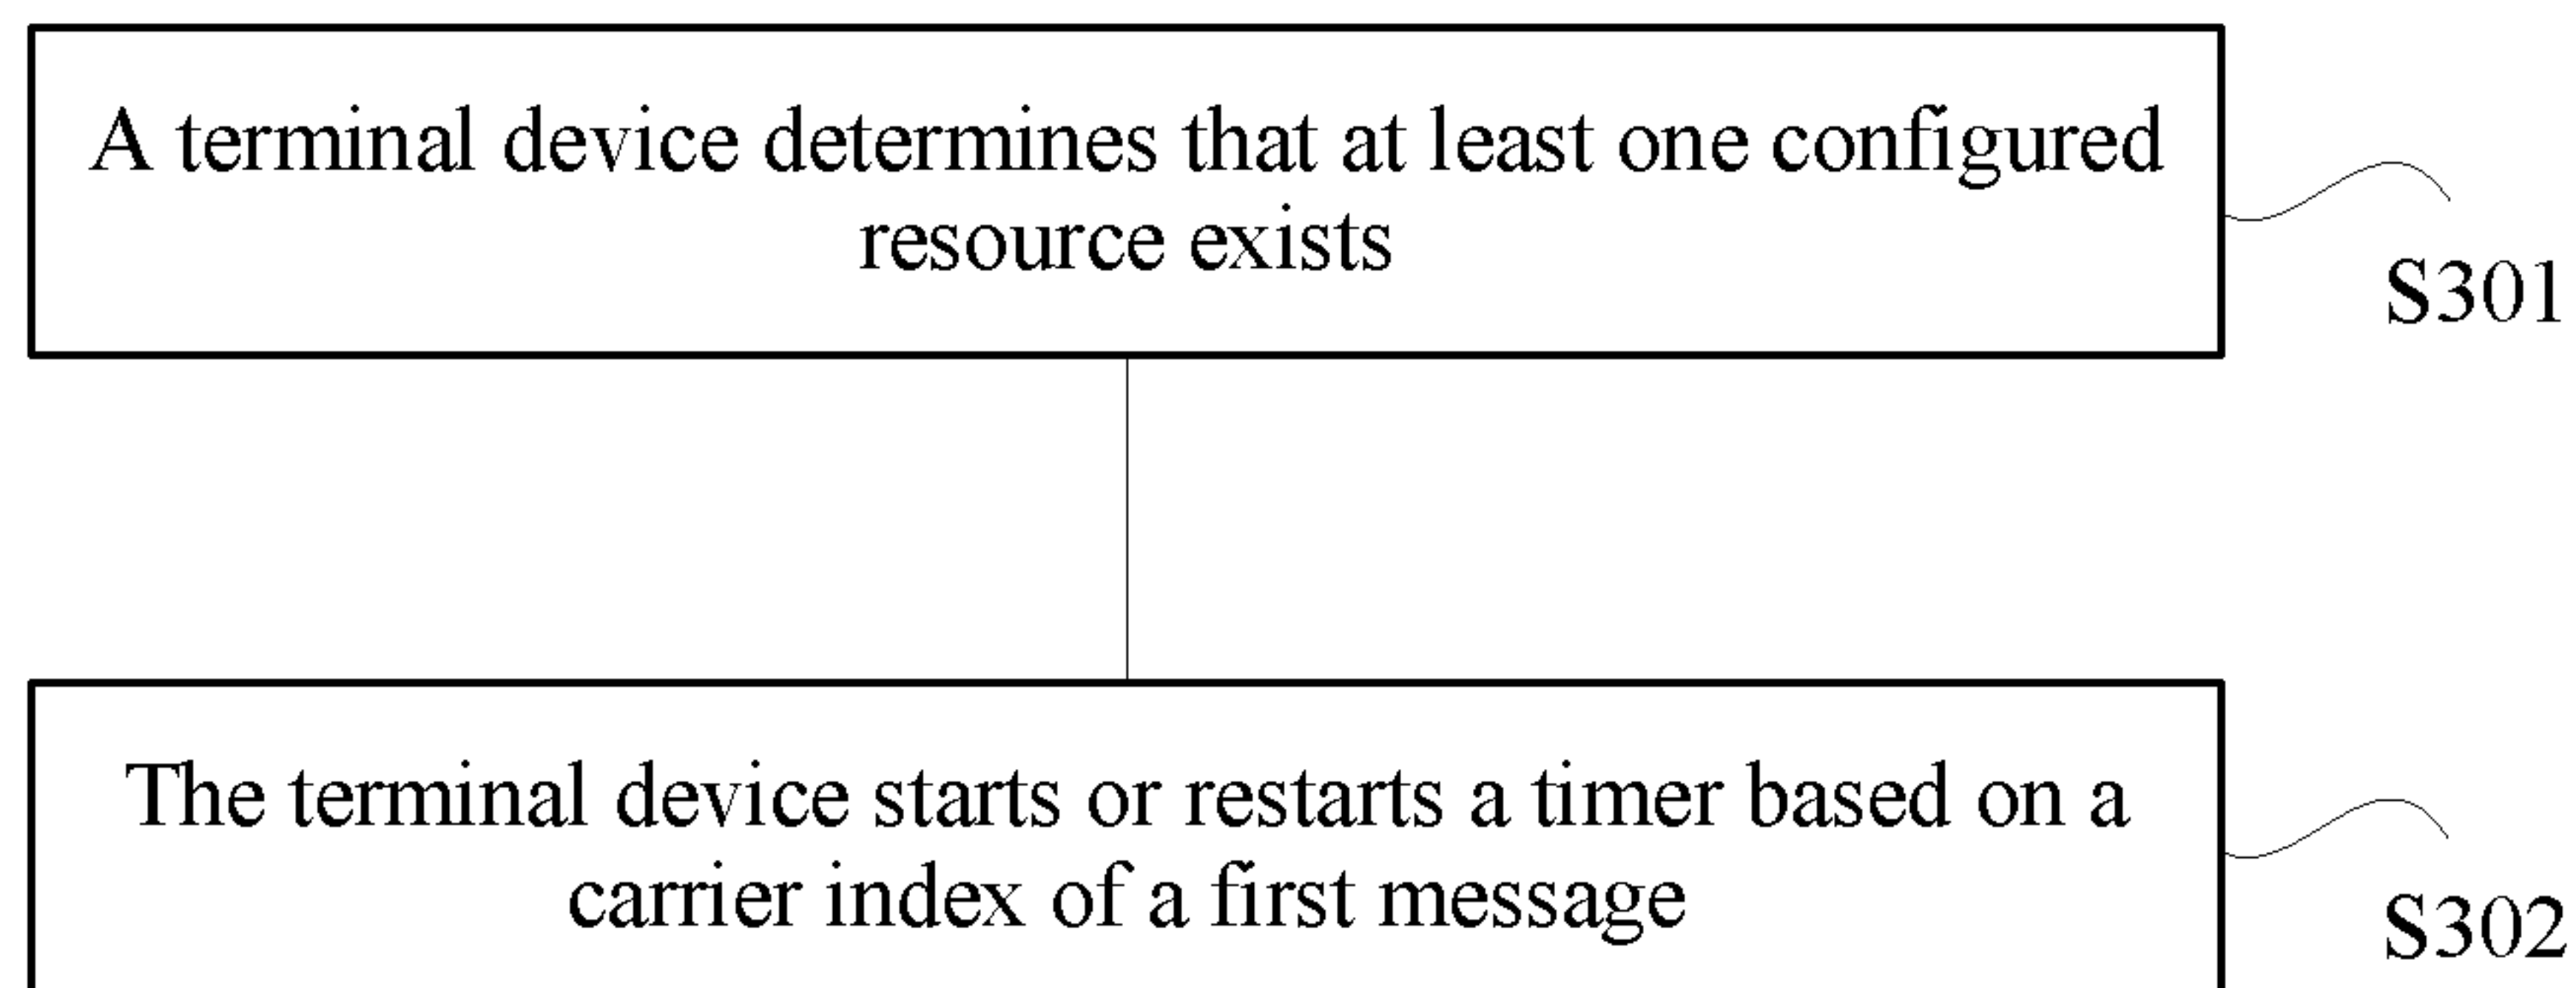 A terminal device determines that at least one configured
resource exists
S301
The terminal device starts or restarts a timer based on a
carrier index of a first message
S302